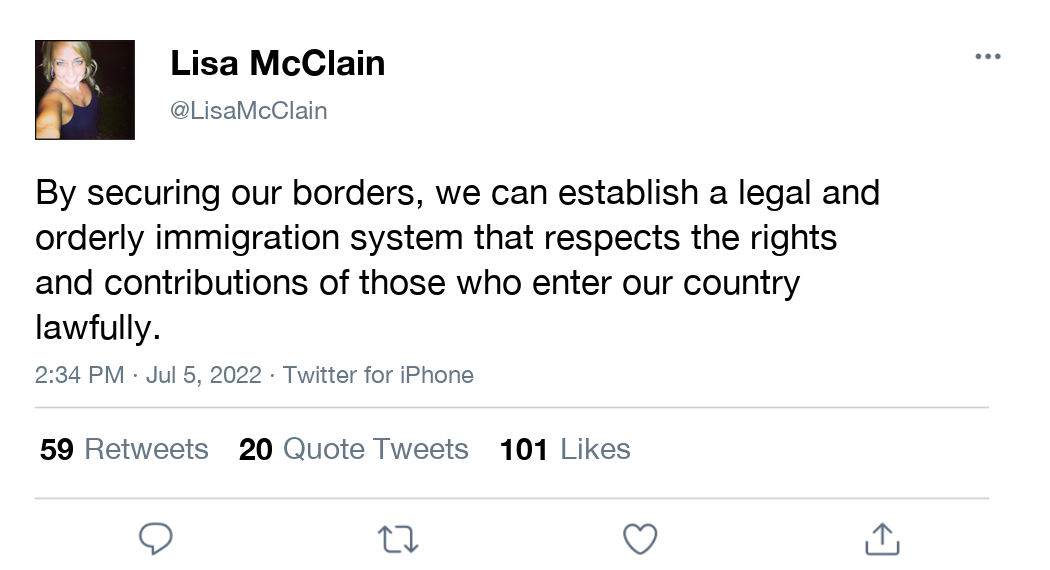 Lisa McClain
@LisaMcClain
By securing our borders, we can establish a legal and
orderly immigration system that respects the rights
and contributions of those who enter our country
lawfully.
2:34 PM · Jul 5, 2022 · Twitter for iPhone
59 Retweets 20 Quote Tweets 101 Likes